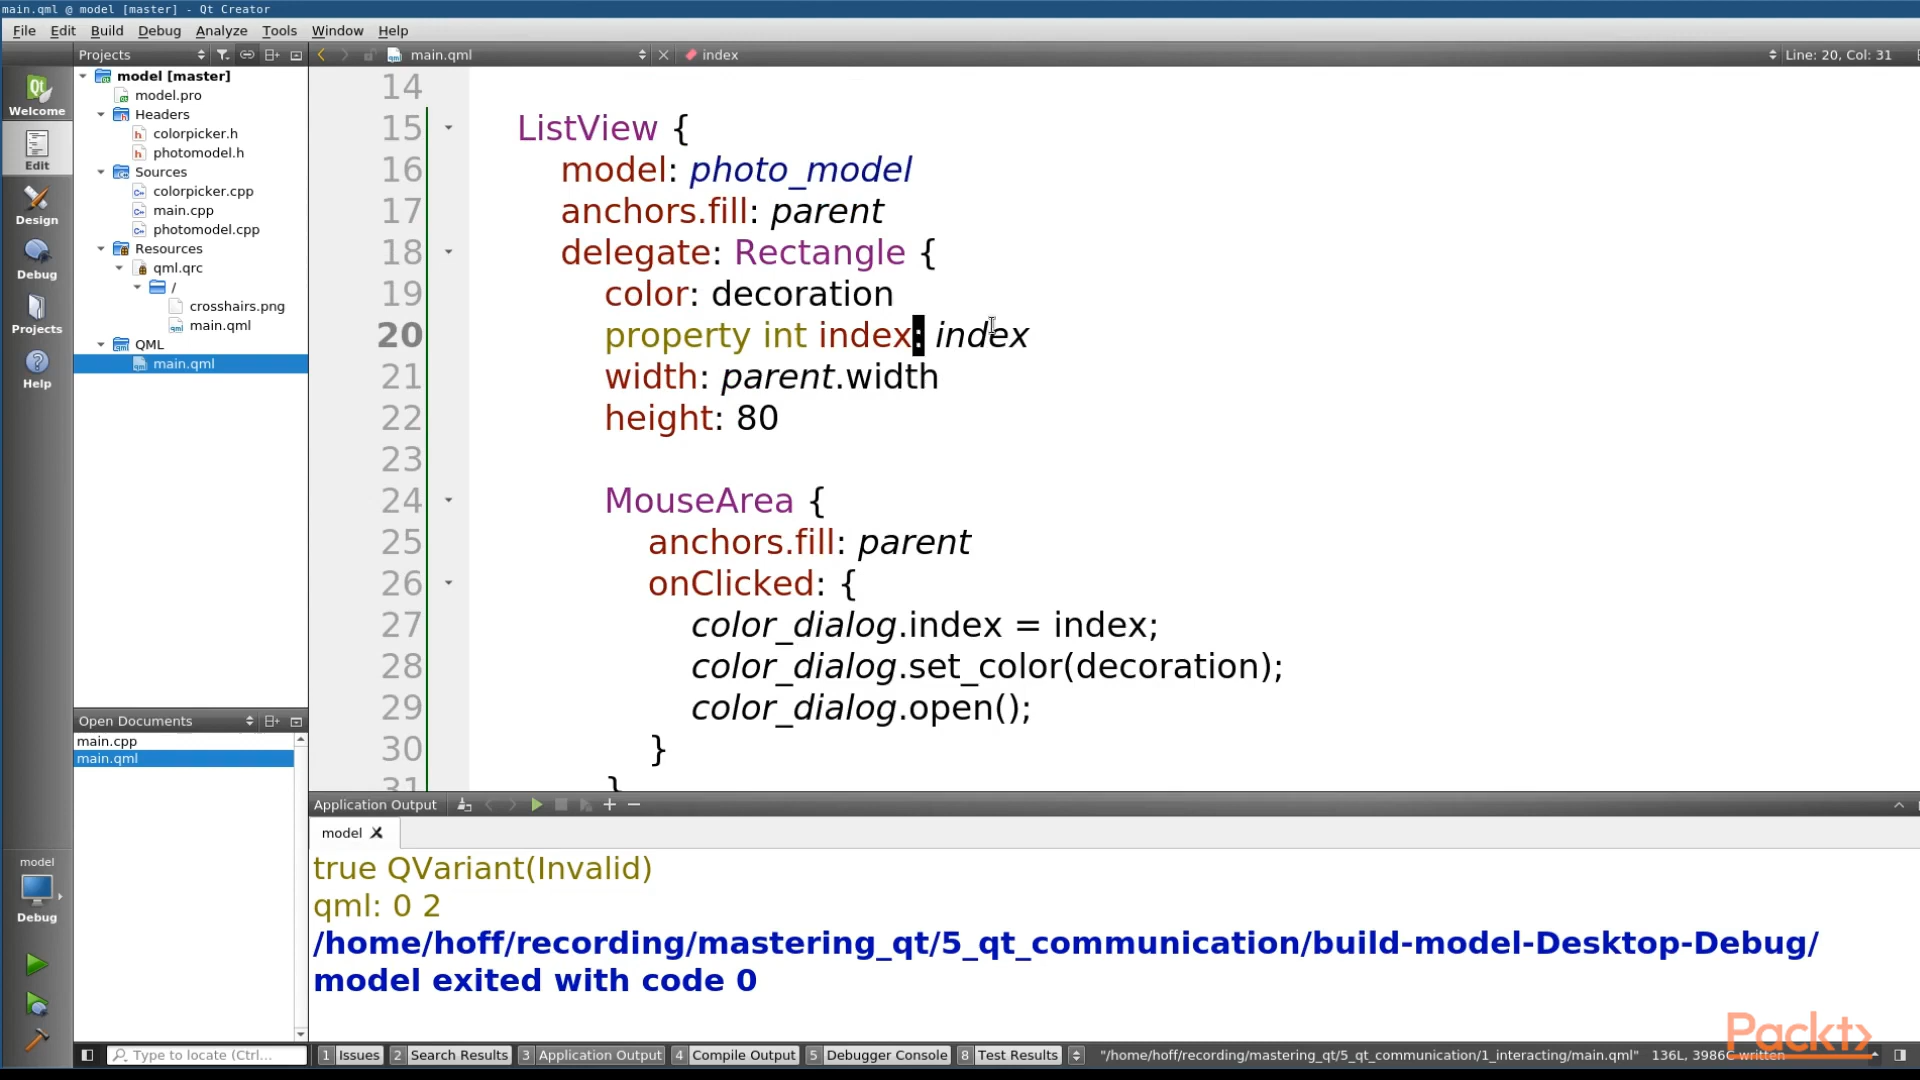 main.qml @ model [master] - Qt Creator
File Edit Build Debug Analyze Tools Window Help
Projects main.qml index Line: 20, Col: 31
model [master]
model.pro
Headers
colorpicker.h
photomodel.h
Sources
colorpicker.cpp
main.cpp
photomodel.cpp
Resources
qml.qrc
/
crosshairs.png
main.qml
QML
main.qml
Welcome
Edit
Design
Debug
Projects
Help
14
15 ListView {
16 model: photo_model
17 anchors.fill: parent
18 delegate: Rectangle {
19 color: decoration
20 property int index: index
21 width: parent.width
22 height: 80
23
24 MouseArea {
25 anchors.fill: parent
26 onClicked: {
27 color_dialog.index = index;
28 color_dialog.set_color(decoration);
29 color_dialog.open();
30 }
31 }
Open Documents
main.cpp
main.qml
Application Output
model
true QVariant(Invalid)
qml: 0 2
/home/hoff/recording/mastering_qt/5_qt_communication/build-model-Desktop-Debug/
model exited with code 0
model
Debug
Packt>
Type to locate (Ctrl... 1 Issues 2 Search Results 3 Application Output 4 Compile Output 5 Debugger Console 8 Test Results "/home/hoff/recording/mastering_qt/5_qt_communication/1_interacting/main.qml" 136L, 3986C written